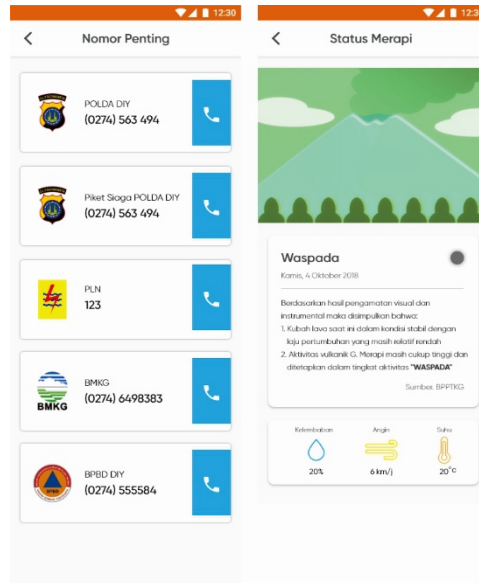 12:30
Nomor Penting
POLDA DIY
(0274) 563 494
Piket Siaga POLDA DIY
(0274) 563 494
PLN
123
BMKG
BMKG
(0274) 6498383
BPBD DIY
(0274) 555584
12:3
Status Merapi
Waspada
Kamis, 4 Oktober 2018
Berdasarkan hasil pengamatan visual dan
instrumental maka disimpulkan bahwa:
1. Kubah lava saat ini dalam kondisi stabil dengan
laju pertumbuhan yang masih relatif rendah
2. Aktivitas vulkanik G. Merapi masih cukup tinggi dan
ditetapkan dalam tingkat aktivitas "WASPADA"
Sumber. BPPTKG
Kelembaban Angin Suhu
20% 6 km/j 20°C